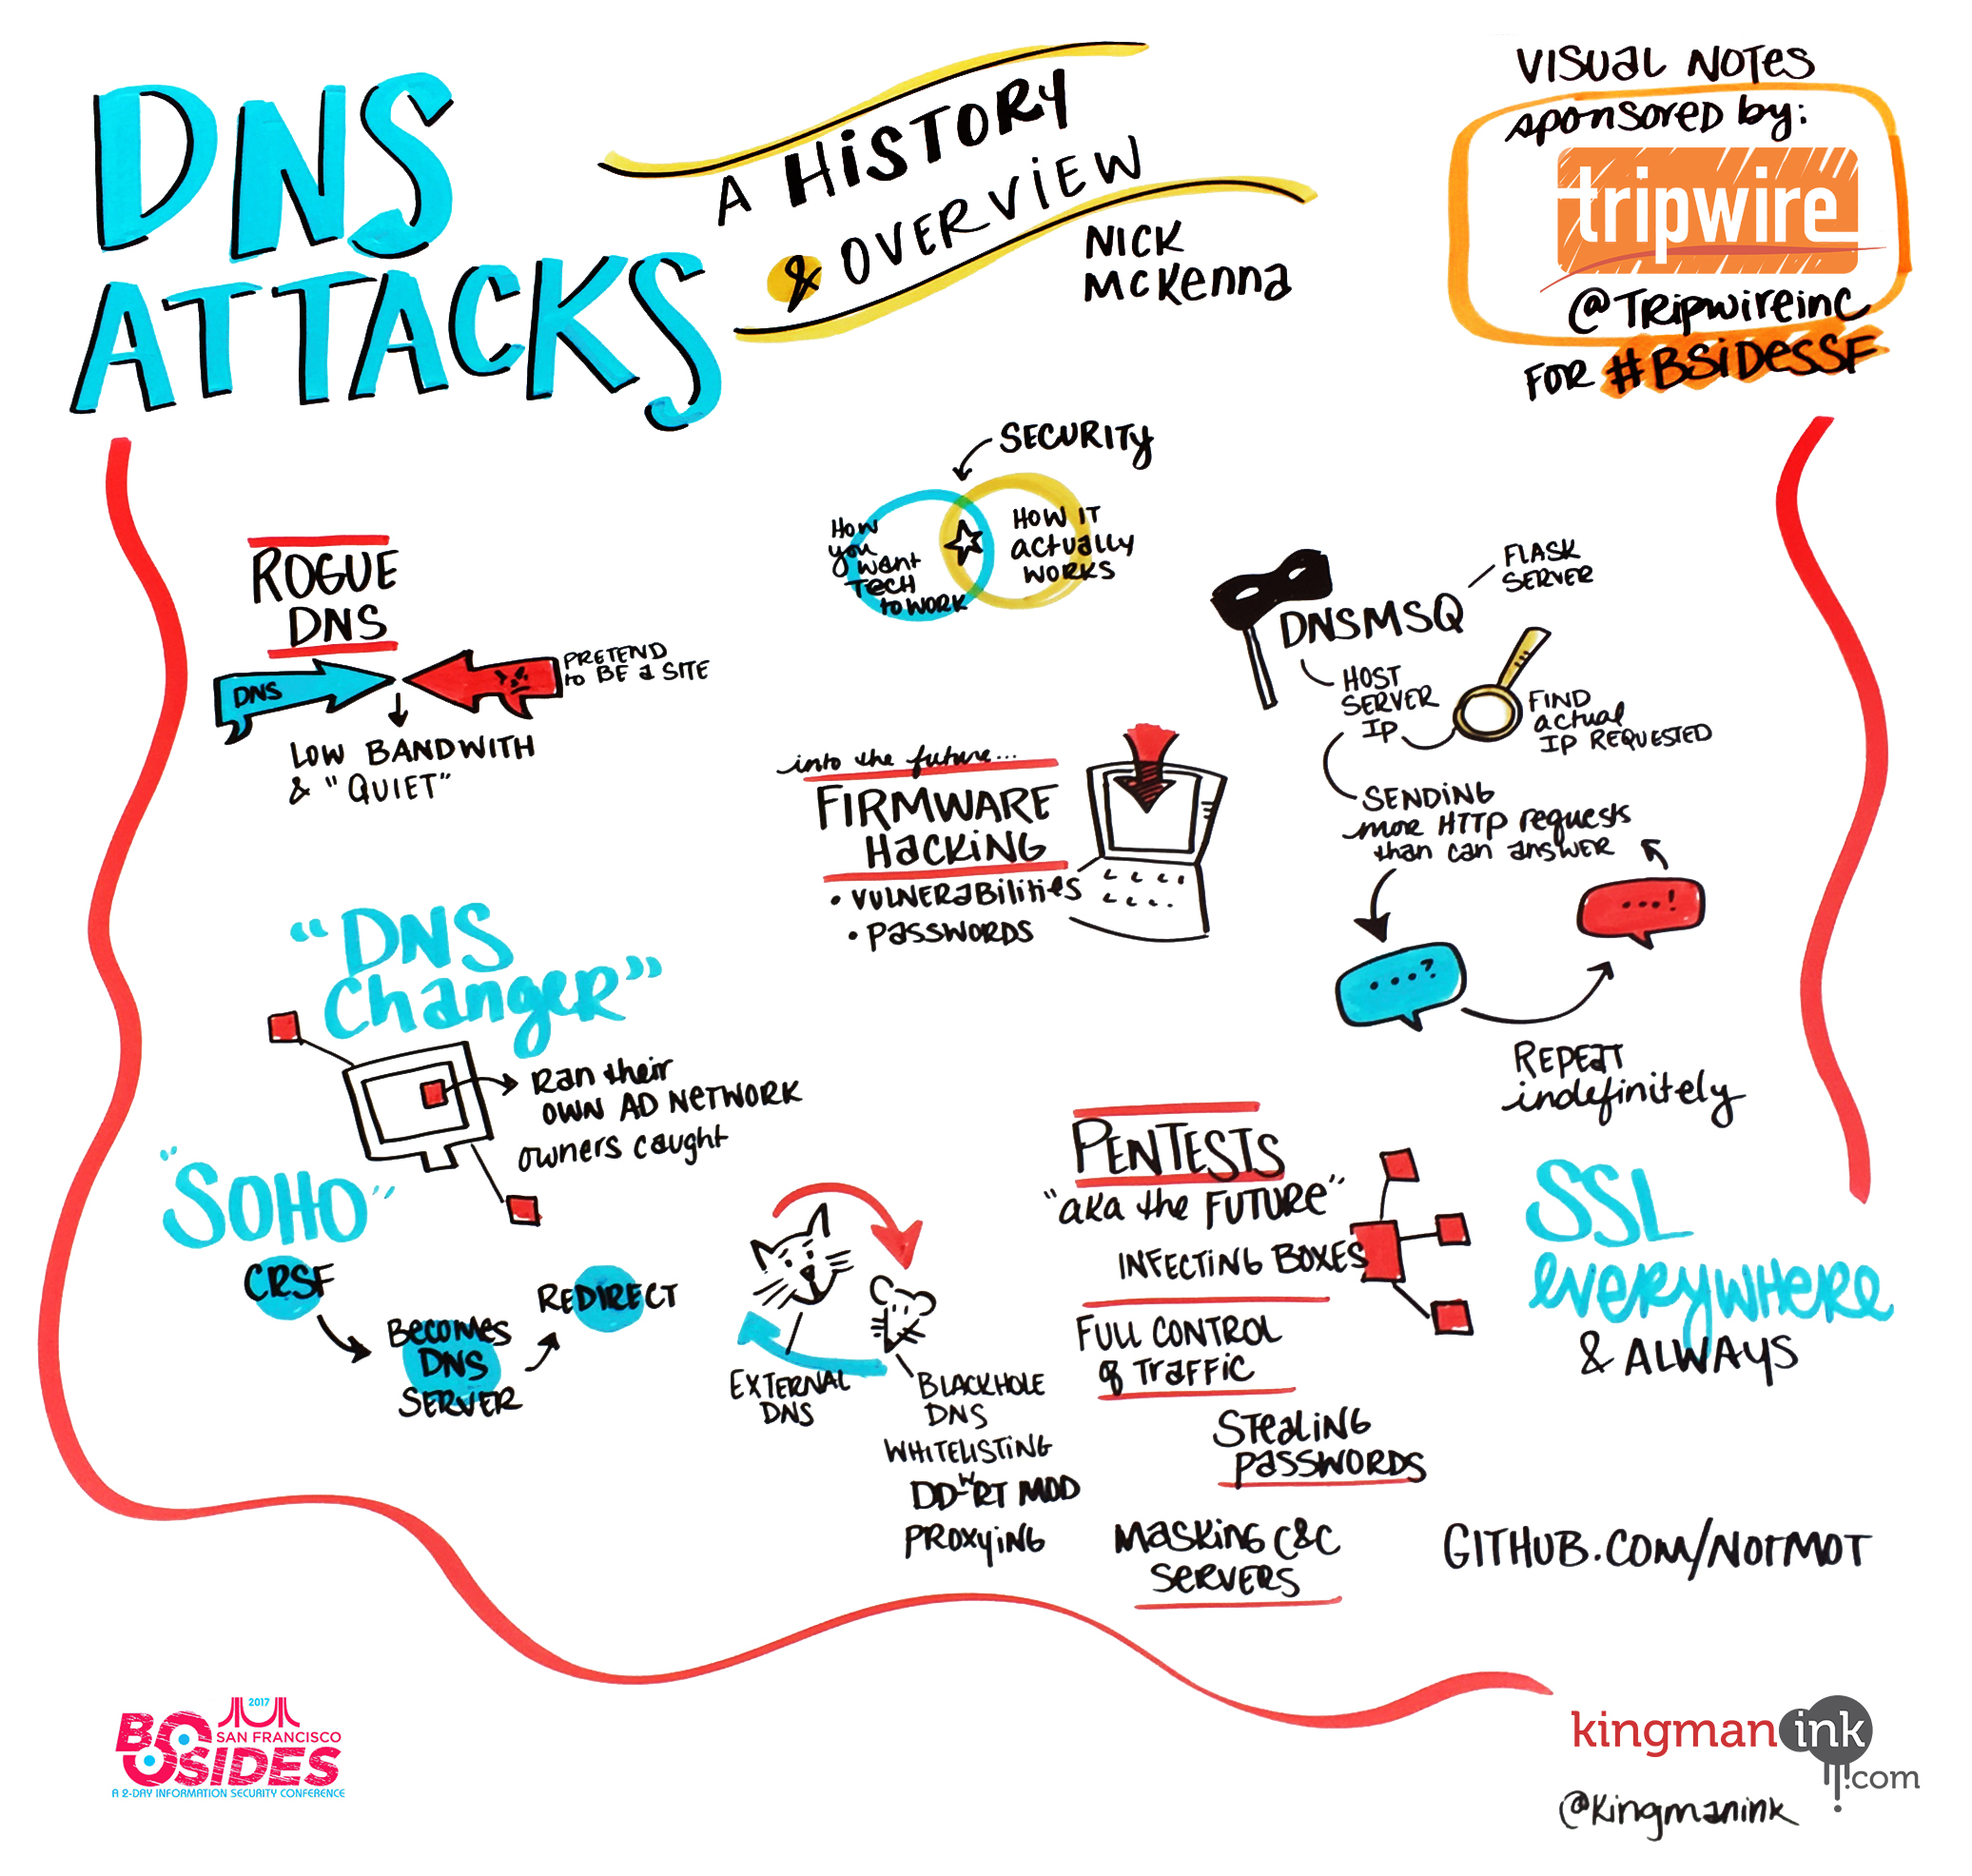 DNS
ATTACKS
A HISTORY
& OVERVIEW
NICK
McKenna
VISUAL NOTES
sponsored by:
tripwire
@TRipwireinc
FOR #BSiDesSF
SECURITY
How
you
want
TECH
to WORK
HOW IT
actually
WORKS
ROGUE
DNS
DNS
PRETEND
to BE a SITE
LOW BANDWITH
& "QUIET"
DNSMSQ
FLASK
SERVER
HOST
SERVER
IP
FIND
actual
IP REQUESTED
SENDING
more HTTP requests
than can answer
....?
...!
REPEAT
indefinitely
into the future...
FIRMWARE
HACKING
• VULNERABILITIES
• PASSWORDS
"DNS
Changer"
Ran their
OWN AD NETWORK
owners caught
"SOHO"
CRSF
Becomes
DNS
SERVER
REDIRECT
EXTERNAL
DNS
BLACKHOLE
DNS
WHITELISTING
DD-WRT MOD
PROXYING
PENTESTS
"aka the FUTURE"
INFECTING BOXES
FULL CONTROL
of TRAFFIC
STEALING
PASSWORDS
MASKING C&C
SERVERS
SSL
everywhere
& ALWAYS
GITHUB.COM/NOTMOT
2017
SAN FRANCISCO
BSIDES
A 2-DAY INFORMATION SECURITY CONFERENCE
kingman ink
.com
@Kingmanink